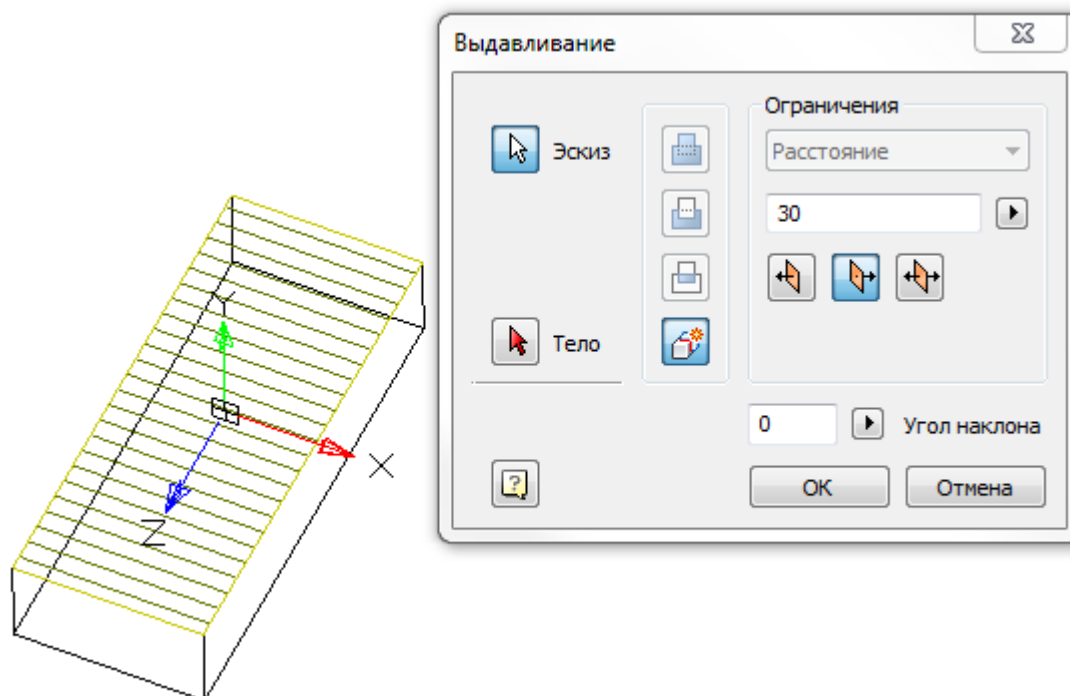 Выдавливание
Ограничения
Эскиз
Расстояние
30
Тело
0
Угол наклона
?
OK
Отмена
Y
X
Z